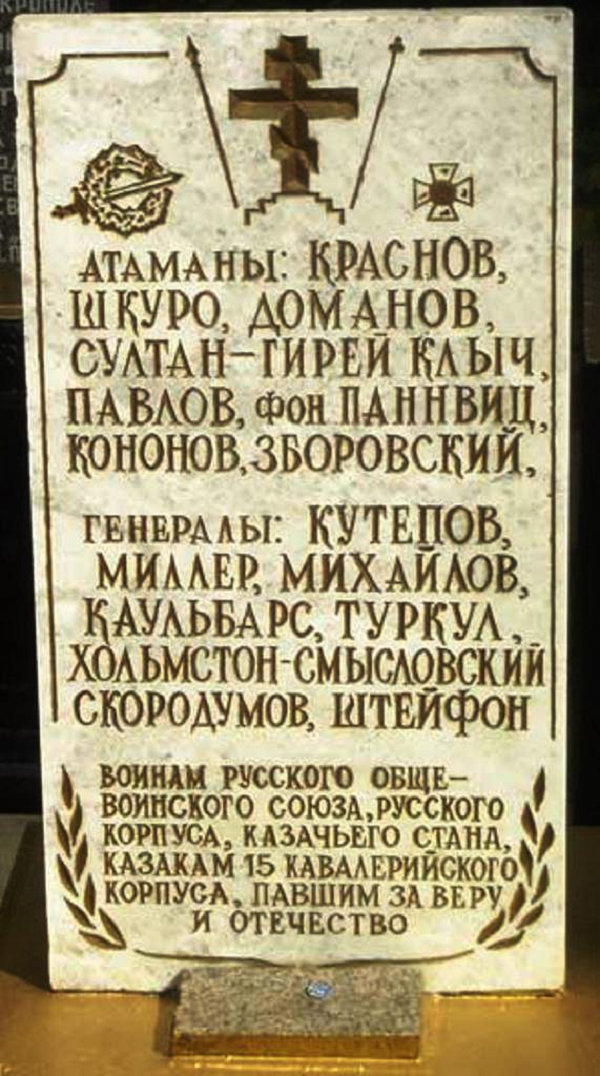 АТАМАНЫ: КРАСНОВ,
ШКУРО, ДОМАНОВ,
СУЛТАН-ГИРЕЙ КЛЫЧ,
ПАВЛОВ, фон ПАННВИЦ,
КОНОНОВ, ЗБОРОВСКИЙ,
ГЕНЕРАЛЫ: КУТЕПОВ,
МИЛЛЕР, МИХАЙЛОВ,
КАУЛЬБАРС, ТУРКУЛ,
ХОЛЬМСТОН-СМЫСЛОВСКИЙ
СКОРОДУМОВ, ШТЕЙФОН
ВОИНАМ РУССКОГО ОБЩЕ-
ВОИНСКОГО СОЮЗА, РУССКОГО
КОРПУСА, КАЗАЧЬЕГО СТАНА,
КАЗАКАМ 15 КАВАЛЕРИЙСКОГО
КОРПУСА, ПАВШИМ ЗА ВЕРУ
И ОТЕЧЕСТВО